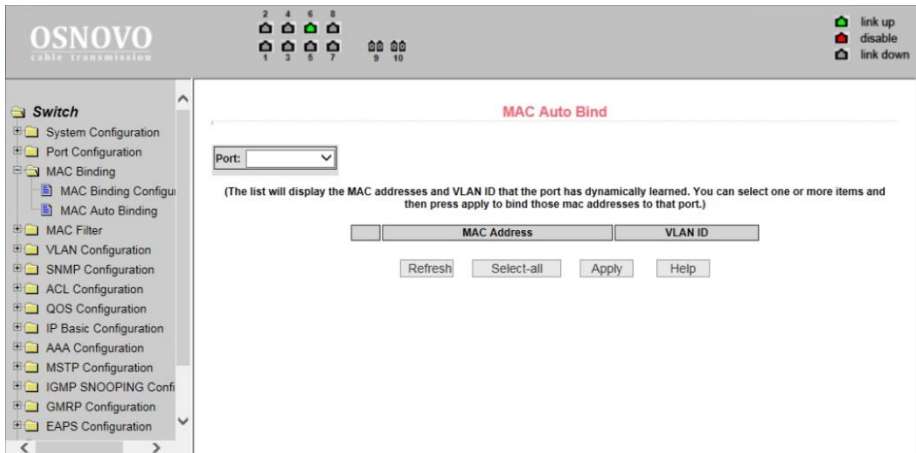 OSNOVO
cable transmission
2 4 6 8
1 3 5 7 9 10
link up
disable
link down
Switch
System Configuration
Port Configuration
MAC Binding
MAC Binding Configur
MAC Auto Binding
MAC Filter
VLAN Configuration
SNMP Configuration
ACL Configuration
QOS Configuration
IP Basic Configuration
AAA Configuration
MSTP Configuration
IGMP SNOOPING Confi
GMRP Configuration
EAPS Configuration
MAC Auto Bind
Port:
(The list will display the MAC addresses and VLAN ID that the port has dynamically learned. You can select one or more items and
then press apply to bind those mac addresses to that port.)
MAC Address VLAN ID
Refresh Select-all Apply Help